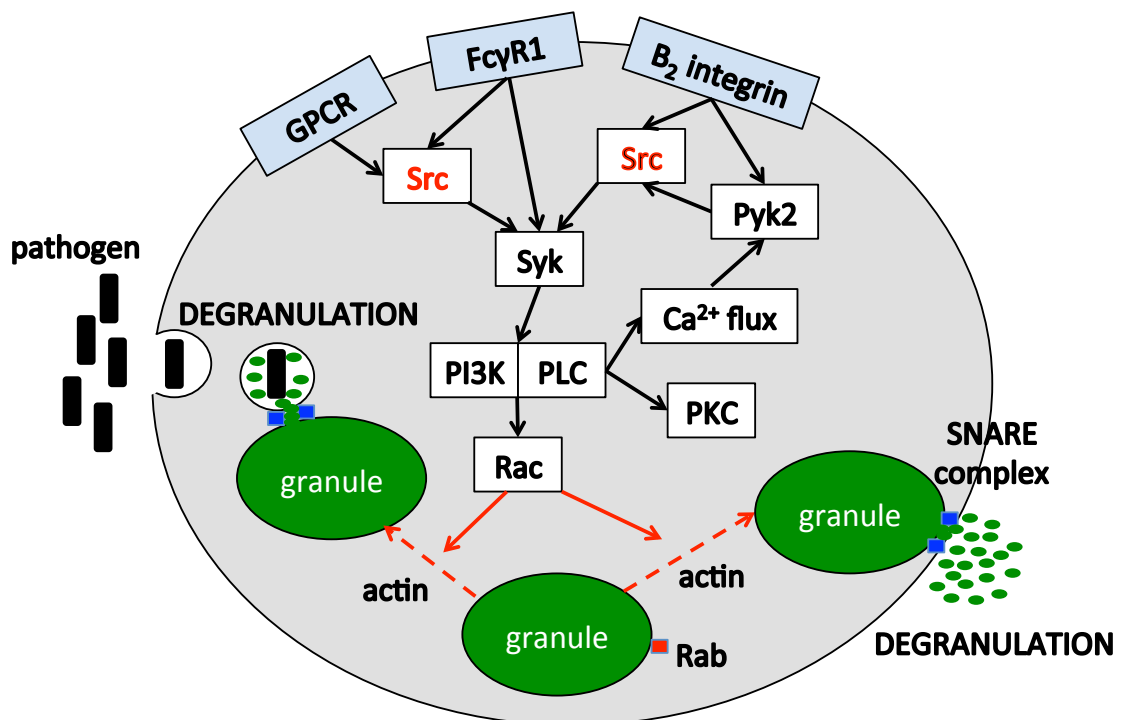 FcγR1
B₂ integrin
GPCR
Src
Src
Pyk2
pathogen
Syk
DEGRANULATION
Ca²⁺ flux
PI3K
PLC
PKC
SNARE
complex
Rac
granule
granule
actin
actin
granule
Rab
DEGRANULATION